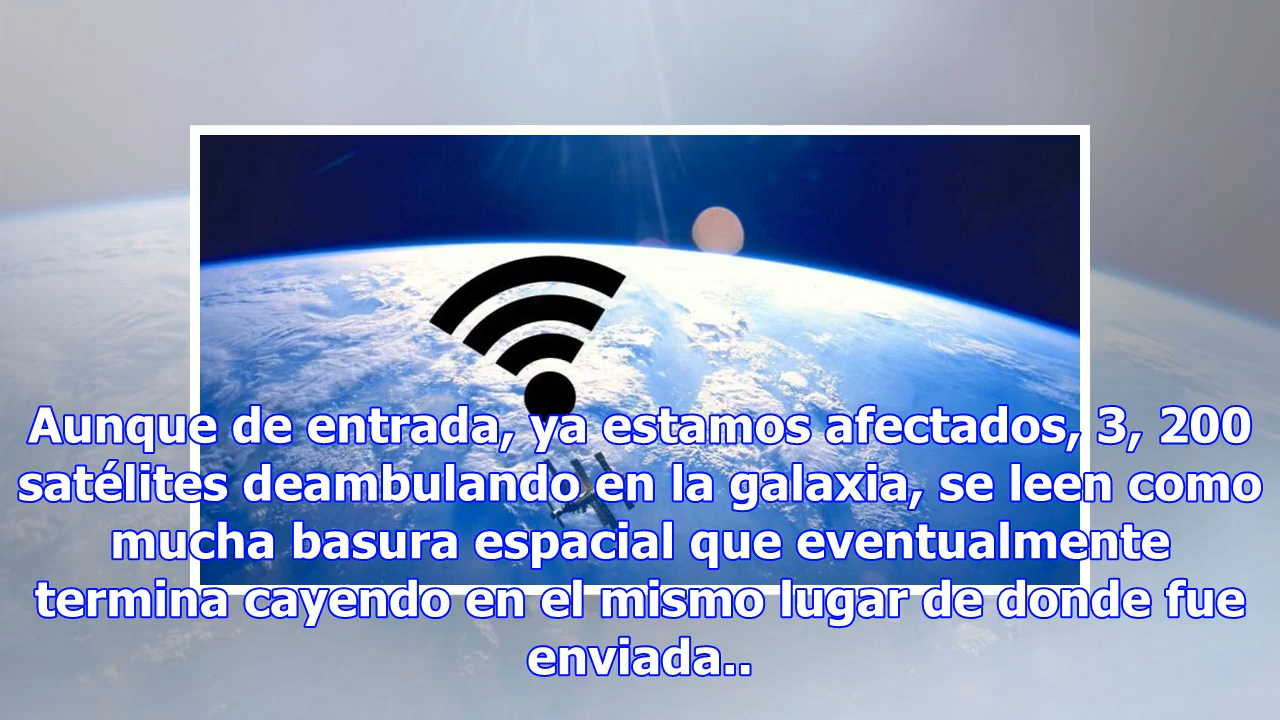 Aunque de entrada, ya estamos afectados, 3, 200
satélites deambulando en la galaxia, se leen como
mucha basura espacial que eventualmente
termina cayendo en el mismo lugar de donde fue
enviada..